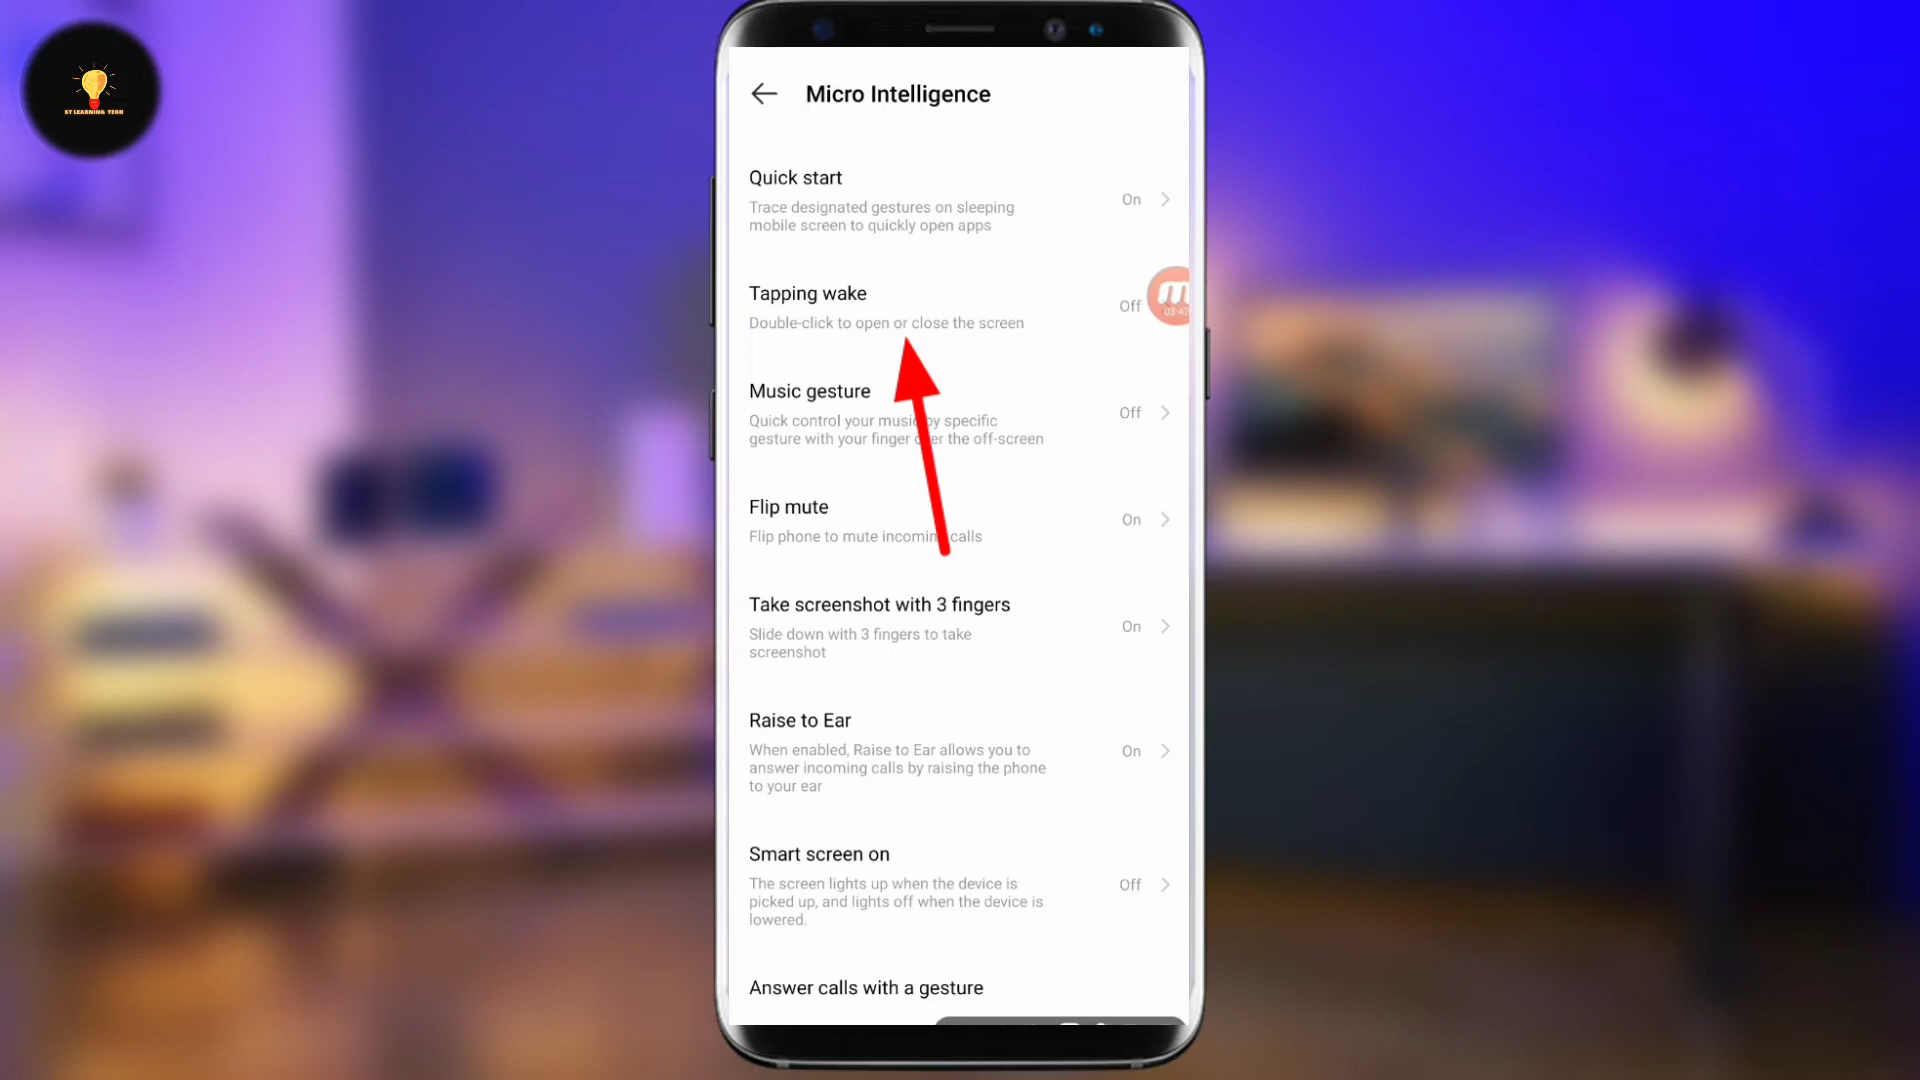 ST LEARNING TECH
Micro Intelligence
Quick start
Trace designated gestures on sleeping
mobile screen to quickly open apps
On
Tapping wake
Double-click to open or close the screen
Off
03:47
Music gesture
Quick control your music by specific
gesture with your finger over the off-screen
Off
Flip mute
Flip phone to mute incoming calls
On
Take screenshot with 3 fingers
Slide down with 3 fingers to take
screenshot
On
Raise to Ear
When enabled, Raise to Ear allows you to
answer incoming calls by raising the phone
to your ear
On
Smart screen on
The screen lights up when the device is
picked up, and lights off when the device is
lowered.
Off
Answer calls with a gesture